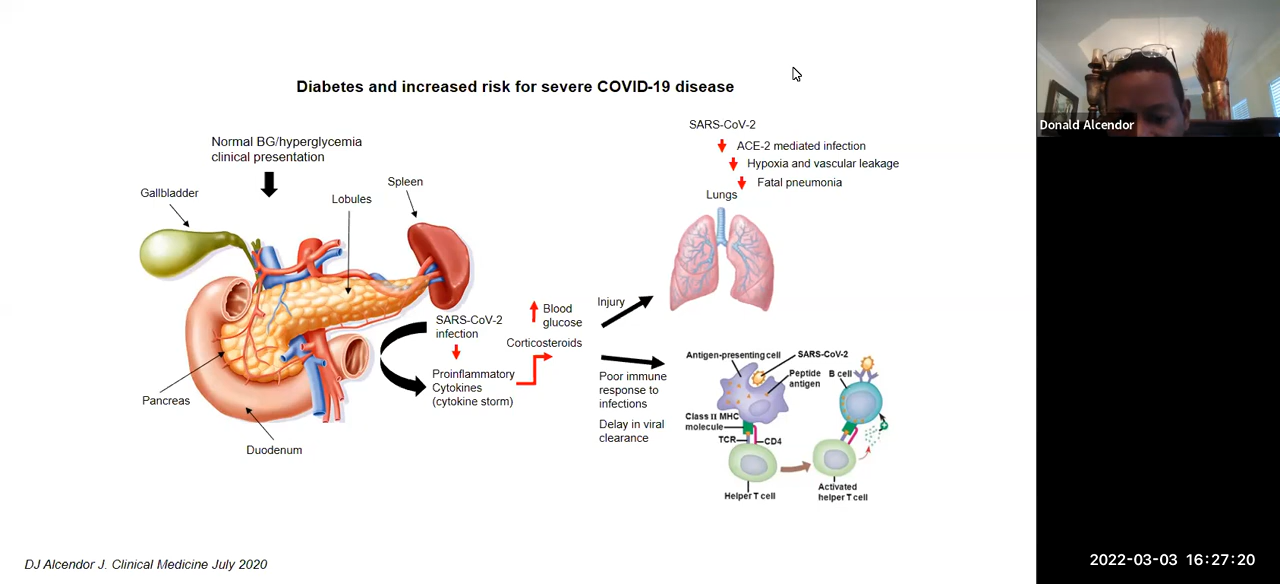 Diabetes and increased risk for severe COVID-19 disease
Normal BG/hyperglycemia
clinical presentation
Gallbladder
Lobules
Spleen
Pancreas
Duodenum
SARS-CoV-2
infection
Proinflammatory
Cytokines
(cytokine storm)
Blood
glucose
Corticosteroids
Injury
Poor immune
response to
infections
Delay in viral
clearance
SARS-CoV-2
ACE-2 mediated infection
Hypoxia and vascular leakage
Fatal pneumonia
Lungs
Antigen-presenting cell
SARS-CoV-2
Peptide
antigen
B cell
Class II MHC
molecule
TCR
CD4
Helper T cell
Activated
helper T cell
DJ Alcendor J. Clinical Medicine July 2020
Donald Alcendor
2022-03-03 16:27:20